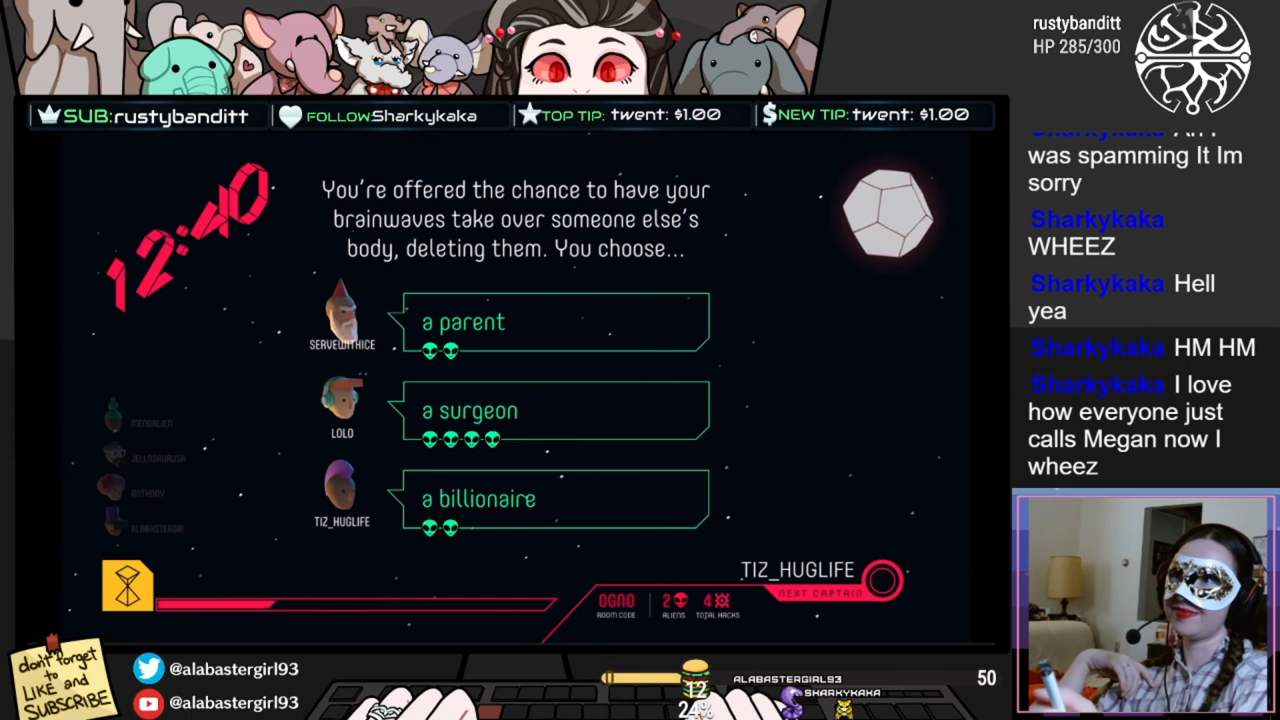 rustybanditt
HP 285/300
SUB:rustybanditt
FOLLOW:Sharkykaka
TOP TIP: twent: $1.00
NEW TIP: twent: $1.00
was spamming It Im
sorry
Sharkykaka
WHEEZ
Sharkykaka Hell
yea
Sharkykaka HM HM
Sharkykaka I love
how everyone just
calls Megan now I
wheez
12:40
You're offered the chance to have your
brainwaves take over someone else's
body, deleting them. You choose...
a parent
SERVEWITHICE
a surgeon
LOLO
a billionaire
TIZ_HUGLIFE
JELLOSAURUSR
ANTHONY
ALABASTERGIRL
TIZ_HUGLIFE
NEXT CAPTAIN
OGNO
ROOM CODE
2
ALIENS
4
TOTAL HACKS
don't forget
to
LIKE and
SUBSCRIBE
@alabastergirl93
@alabastergirl93
12
24%
ALABASTERGIRL93
SHARKYKAKA
50